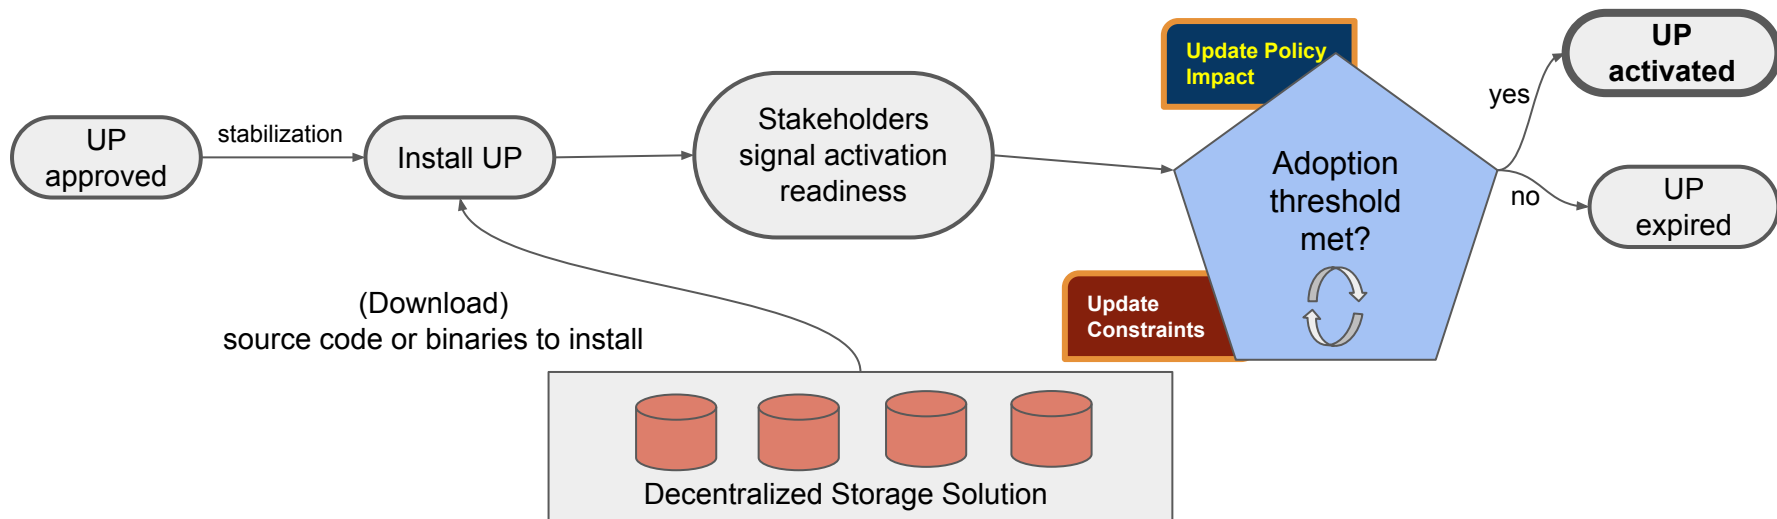 UP
approved
stabilization
Install UP
Stakeholders
signal activation
readiness
Update Policy
Impact
Adoption
threshold
met?
Update
Constraints
yes
UP
activated
no
UP
expired
(Download)
source code or binaries to install
Decentralized Storage Solution